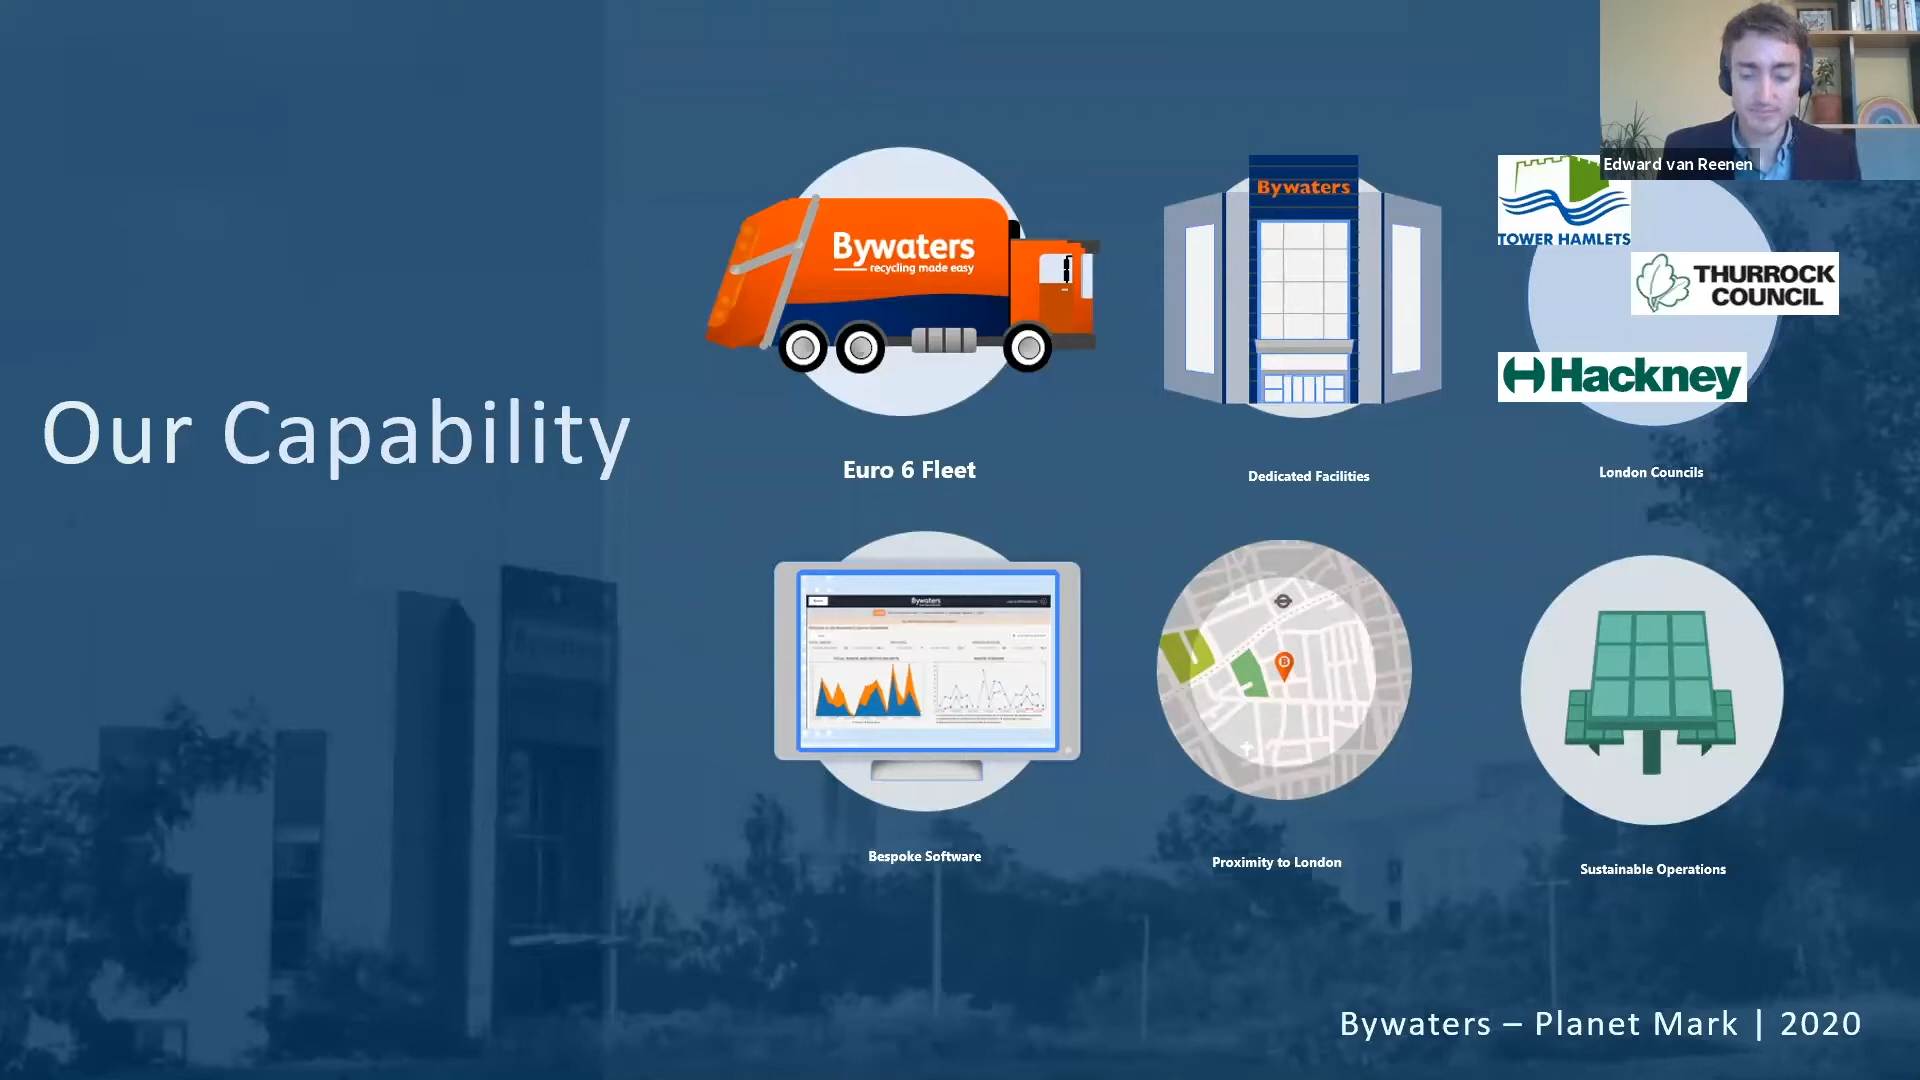 Edward van Reenen
Our Capability
Bywaters
recycling made easy
Euro 6 Fleet
Bywaters
Dedicated Facilities
TOWER HAMLETS
THURROCK
COUNCIL
Hackney
London Councils
Bywaters
Bespoke Software
B
Proximity to London
Sustainable Operations
Bywaters – Planet Mark | 2020